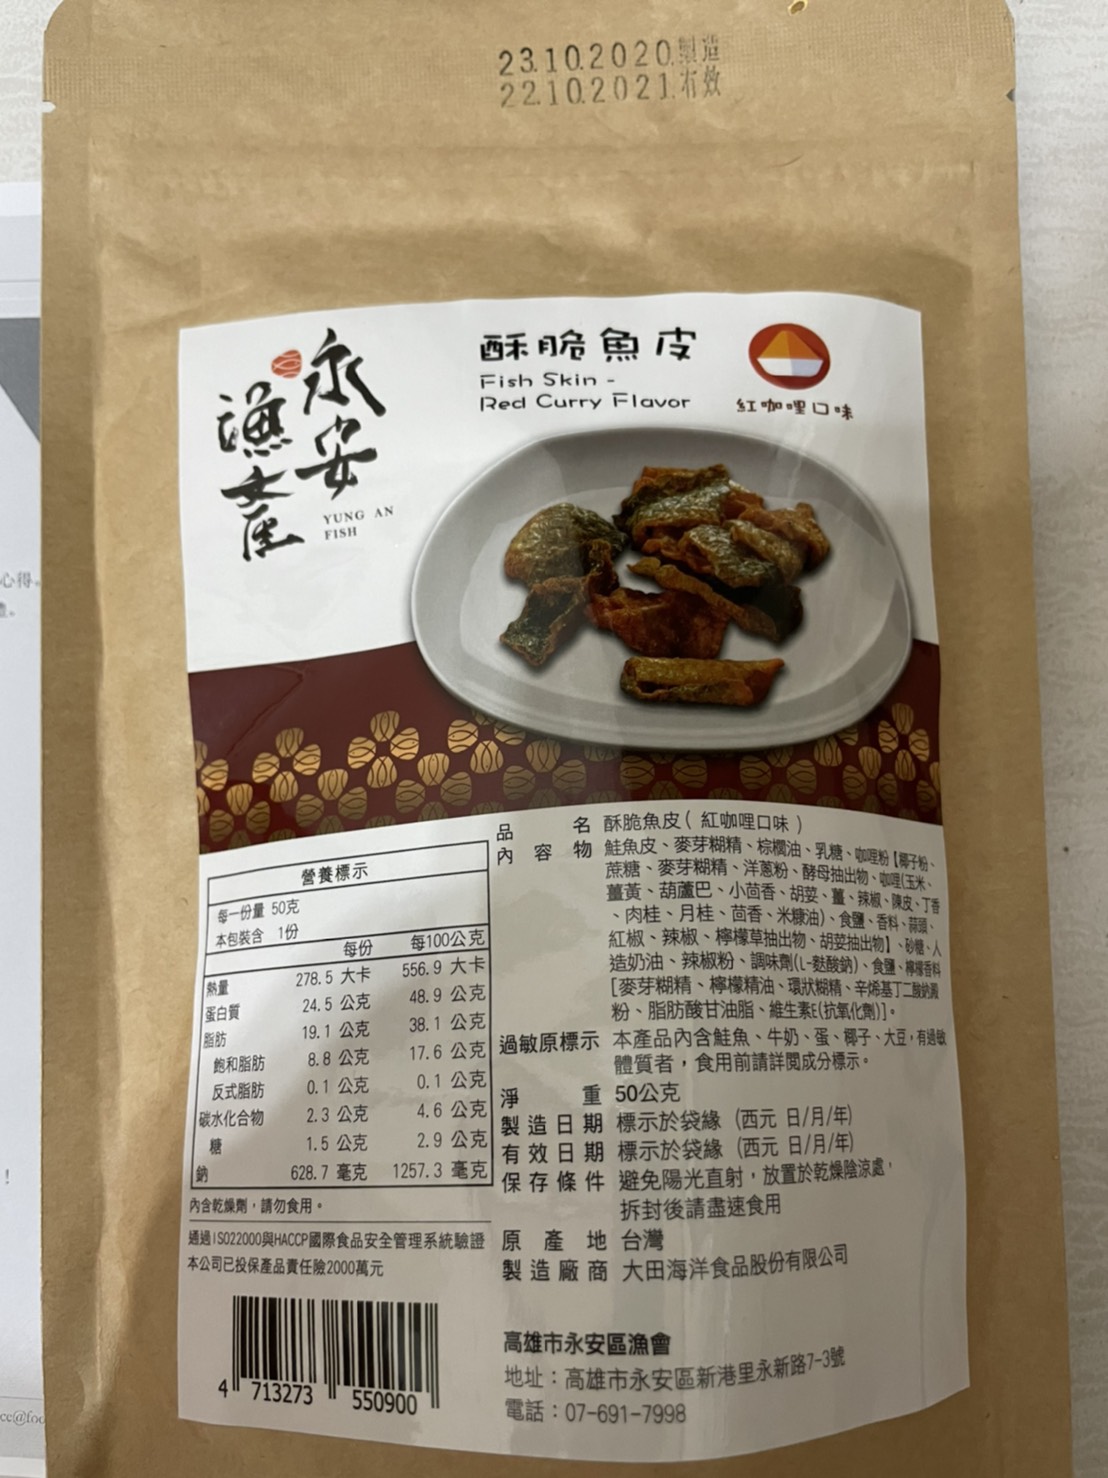 23.10.2020.製造
22.10.2021.有效
永安
漁產
YUNG AN
FISH
酥脆魚皮
Fish Skin -
Red Curry Flavor
紅咖哩口味
營養標示
每一份量 50克
本包裝含 1份
每份 每100公克
熱量 278.5 大卡 556.9 大卡
蛋白質 24.5 公克 48.9 公克
脂肪 19.1 公克 38.1 公克
飽和脂肪 8.8 公克 17.6 公克
反式脂肪 0.1 公克 0.1 公克
碳水化合物 2.3 公克 4.6 公克
糖 1.5 公克 2.9 公克
鈉 628.7 毫克 1257.3 毫克
內含乾燥劑，請勿食用。
通過ISO22000與HACCP國際食品安全管理系統驗證
本公司已投保產品責任險2000萬元
4 713273 550900
品名 酥脆魚皮( 紅咖哩口味 )
內容物 鮭魚皮、麥芽糊精、棕櫚油、乳糖、咖哩粉【椰子粉、
蔗糖、麥芽糊精、洋蔥粉、酵母抽出物、咖哩(玉米、
薑黃、葫蘆巴、小茴香、胡荽、薑、辣椒、陳皮、丁香
、肉桂、月桂、茴香、米糠油)、食鹽、香料、蒜頭、
紅椒、辣椒、檸檬草抽出物、胡荽抽出物】、砂糖、人
造奶油、辣椒粉、調味劑(L-麩酸鈉)、食鹽、檸檬香料
[麥芽糊精、檸檬精油、環狀糊精、辛烯基丁二酸鈉澱
粉、脂肪酸甘油脂、維生素E(抗氧化劑)]。
過敏原標示 本產品內含鮭魚、牛奶、蛋、椰子、大豆，有過敏
體質者，食用前請詳閱成分標示。
淨重 50公克
製造日期 標示於袋緣 (西元 日/月/年)
有效日期 標示於袋緣 (西元 日/月/年)
保存條件 避免陽光直射，放置於乾燥陰涼處，
拆封後請盡速食用
原產地 台灣
製造廠商 大田海洋食品股份有限公司
高雄市永安區漁會
地址：高雄市永安區新港里永新路7-3號
電話：07-691-7998
心得。
!